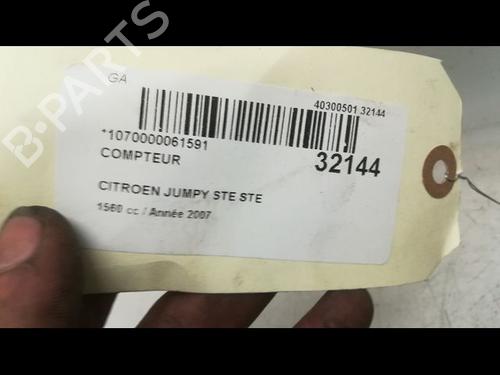 GA
40300501.32144
*1070000061591
COMPTEUR
32144
CITROEN JUMPY STE STE
1560 cc / Année 2007
B-PARTS